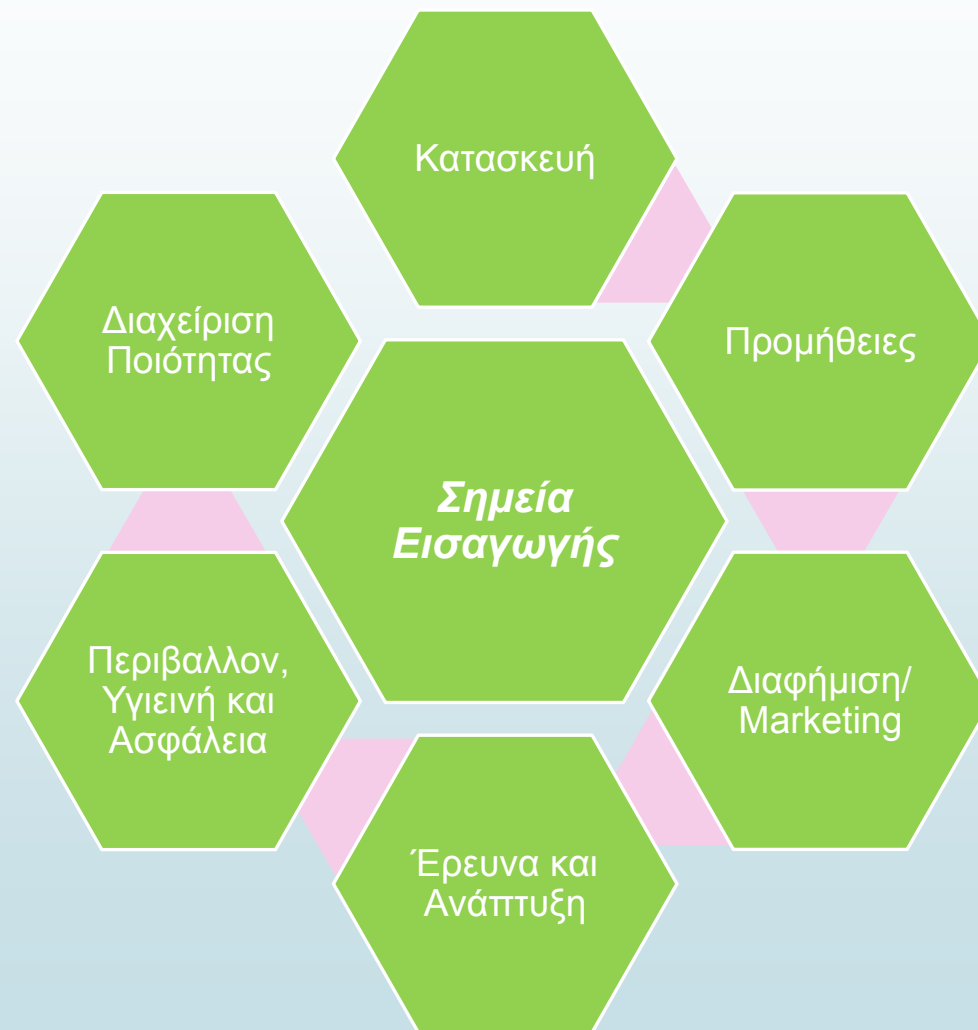 Κατασκευή
Διαχείριση
Ποιότητας
Προμήθειες
Σημεία
Εισαγωγής
Περιβαλλον,
Υγιεινή και
Ασφάλεια
Διαφήμιση/
Marketing
Έρευνα και
Ανάπτυξη